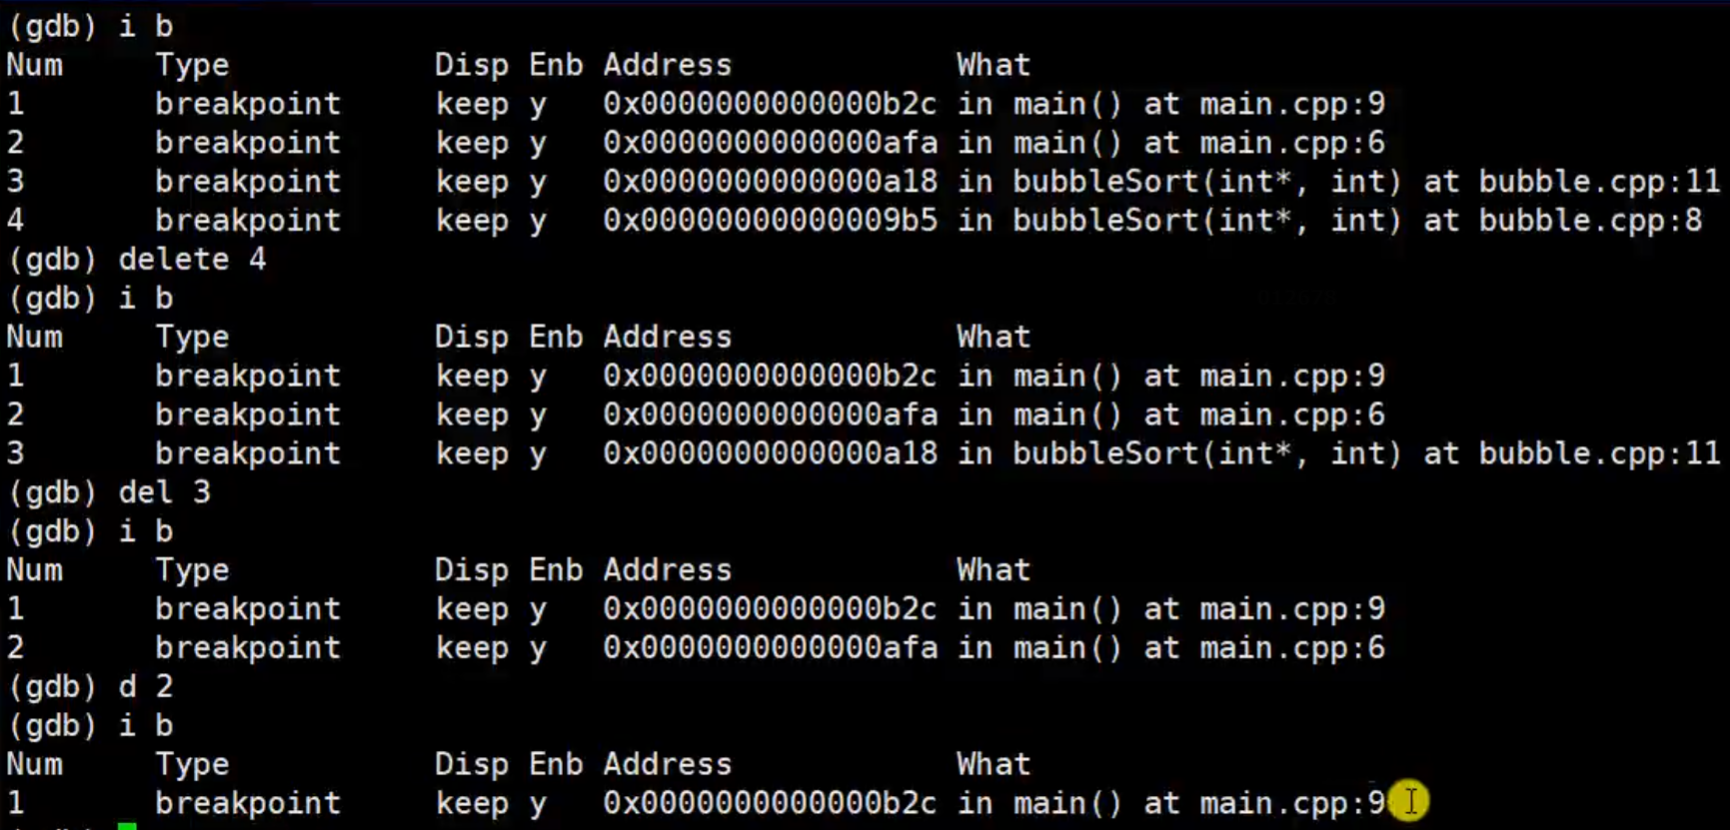 (gdb) i b
Num     Type           Disp Enb Address            What
1       breakpoint     keep y   0x0000000000000b2c in main() at main.cpp:9
2       breakpoint     keep y   0x0000000000000afa in main() at main.cpp:6
3       breakpoint     keep y   0x0000000000000a18 in bubbleSort(int*, int) at bubble.cpp:11
4       breakpoint     keep y   0x00000000000009b5 in bubbleSort(int*, int) at bubble.cpp:8
(gdb) delete 4
(gdb) i b
Num     Type           Disp Enb Address            What
1       breakpoint     keep y   0x0000000000000b2c in main() at main.cpp:9
2       breakpoint     keep y   0x0000000000000afa in main() at main.cpp:6
3       breakpoint     keep y   0x0000000000000a18 in bubbleSort(int*, int) at bubble.cpp:11
(gdb) del 3
(gdb) i b
Num     Type           Disp Enb Address            What
1       breakpoint     keep y   0x0000000000000b2c in main() at main.cpp:9
2       breakpoint     keep y   0x0000000000000afa in main() at main.cpp:6
(gdb) d 2
(gdb) i b
Num     Type           Disp Enb Address            What
1       breakpoint     keep y   0x0000000000000b2c in main() at main.cpp:9